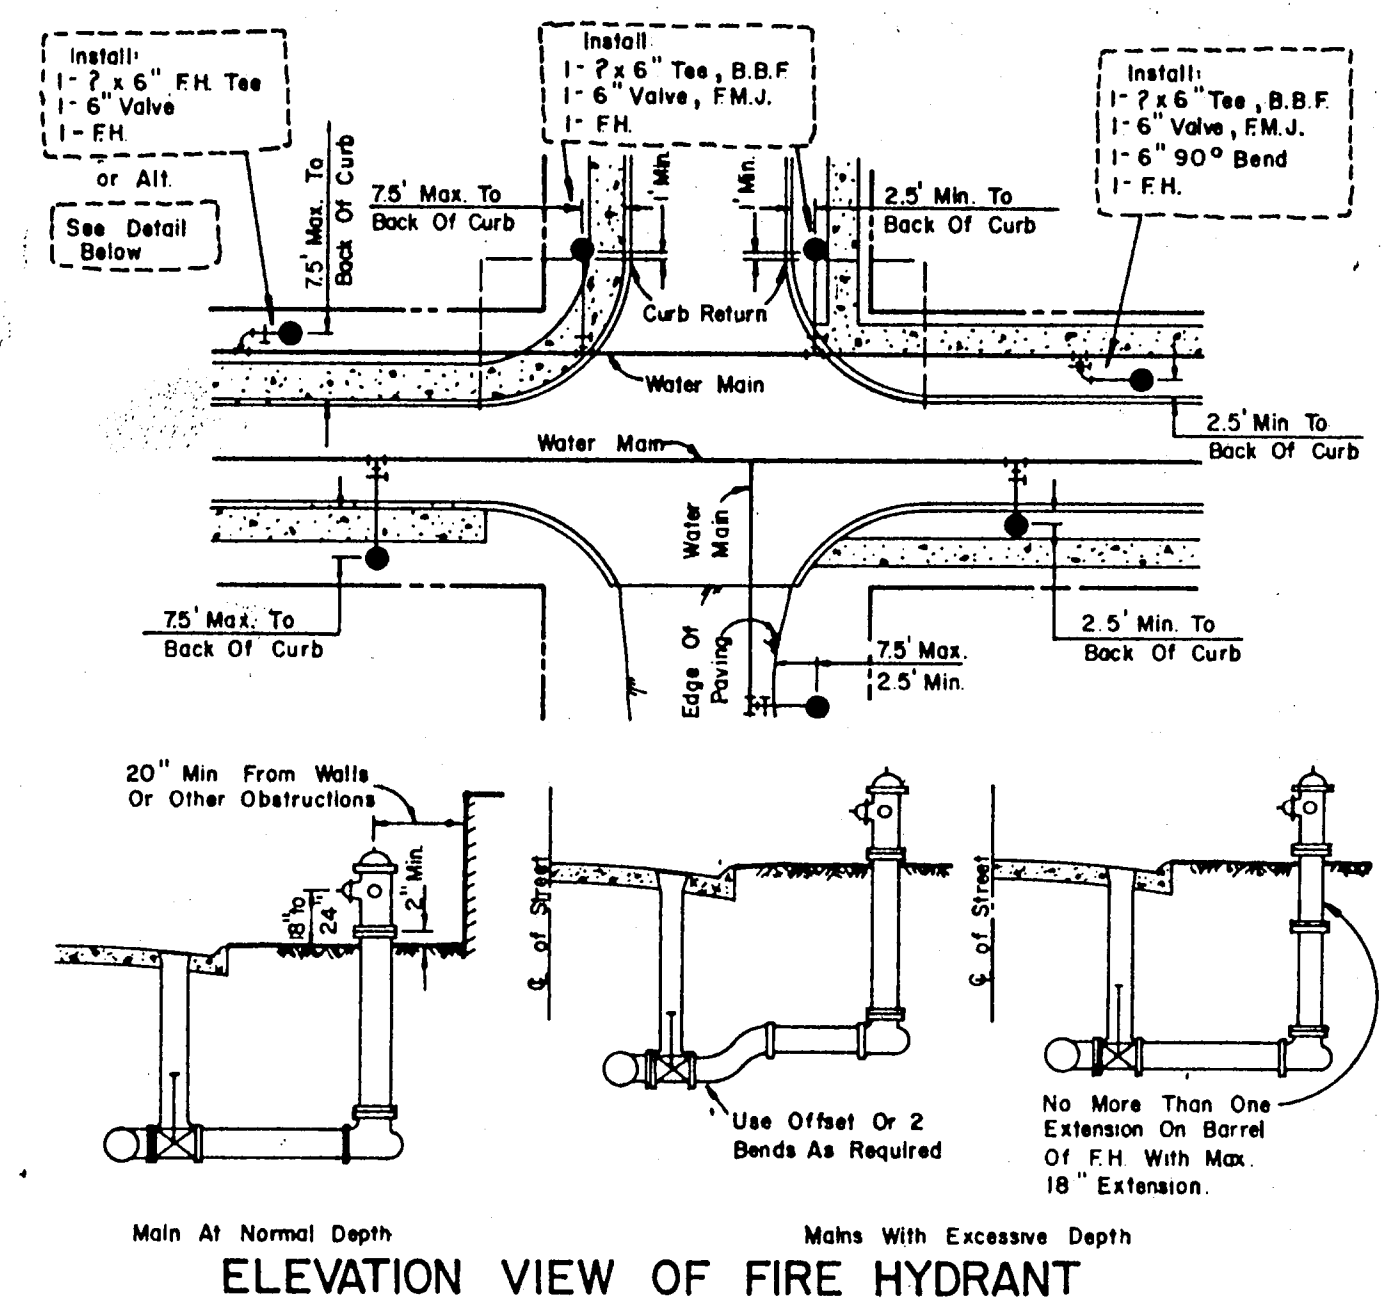 Install:
1- ? x 6" F.H. Tee
1- 6" Valve
1- F.H.
or Alt.
See Detail
Below
7.5' Max. To
Back Of Curb
Install
1- ? x 6" Tee, B.B.F.
1- 6" Valve, F.M.J.
1- F.H.
7.5' Max. To
Back Of Curb
1' Min.
1' Min.
2.5' Min. To
Back Of Curb
Install:
1- ? x 6" Tee, B.B.F.
1- 6" Valve, F.M.J.
1- 6" 90° Bend
1- F.H.
Curb Return
Water Main
Water Main
2.5' Min To
Back Of Curb
Water
Main
Edge Of
Paving
7.5' Max. To
Back Of Curb
7.5' Max.
2.5' Min.
2.5' Min. To
Back Of Curb
20" Min From Walls
Or Other Obstructions
18" to
24"
2" Min.
℄ of Street
Use Offset Or 2
Bends As Required
℄ of Street
No More Than One
Extension On Barrel
Of F.H. With Max.
18" Extension.
Main At Normal Depth
Mains With Excessive Depth
ELEVATION VIEW OF FIRE HYDRANT